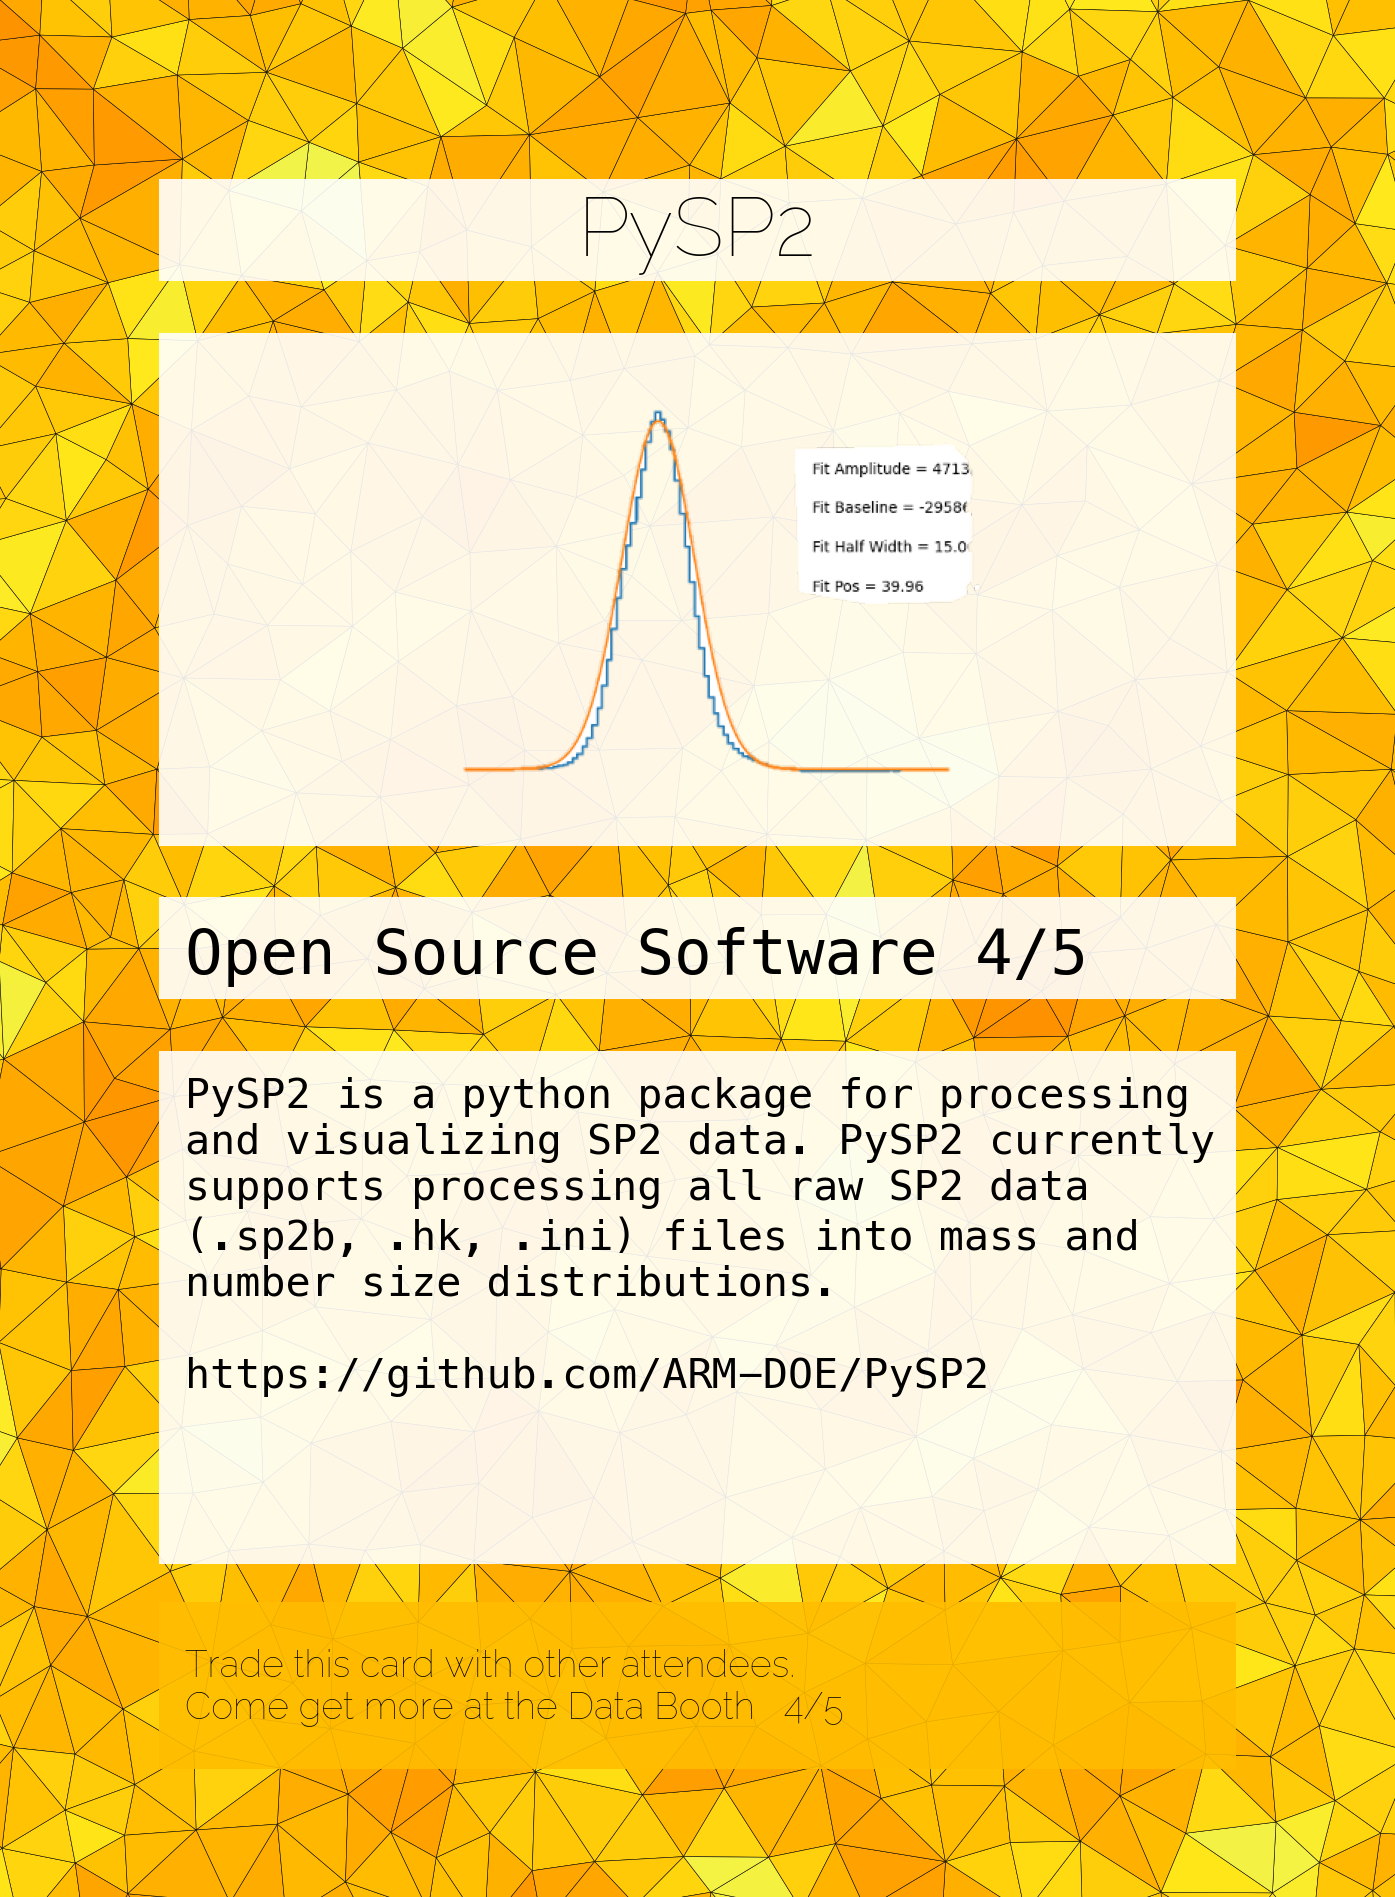 PySP2
Fit Amplitude = 4713
Fit Baseline = -2958
Fit Half Width = 15.0
Fit Pos = 39.96
Open Source Software 4/5
PySP2 is a python package for processing
and visualizing SP2 data. PySP2 currently
supports processing all raw SP2 data
(.sp2b, .hk, .ini) files into mass and
number size distributions.
https://github.com/ARM-DOE/PySP2
Trade this card with other attendees.
Come get more at the Data Booth 4/5